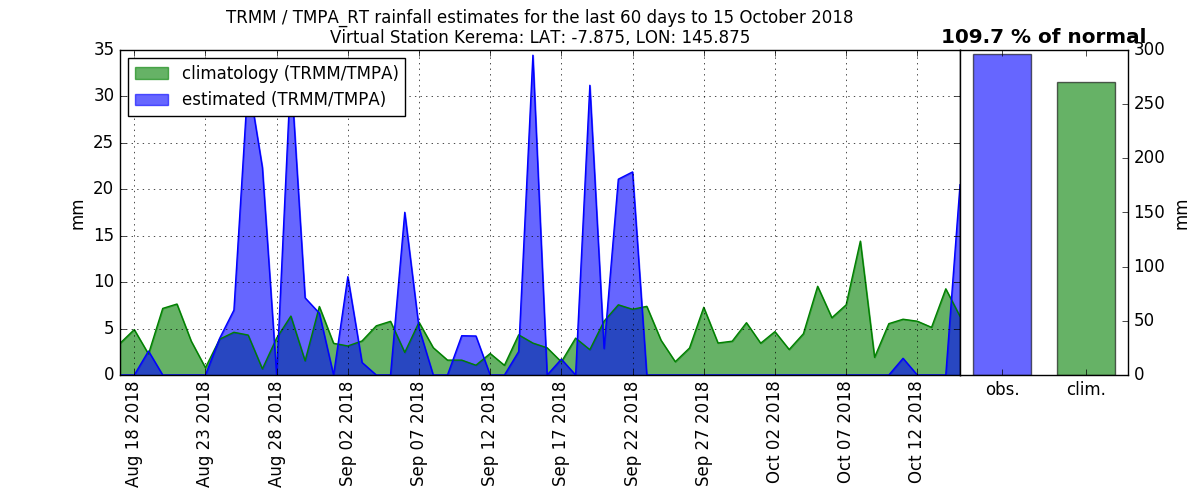 TRMM / TMPA_RT rainfall estimates for the last 60 days to 15 October 2018
Virtual Station Kerema: LAT: -7.875, LON: 145.875
109.7 % of normal
climatology (TRMM/TMPA)
estimated (TRMM/TMPA)
35
30
25
20
15
10
5
0
mm
300
250
200
150
100
50
0
mm
Aug 18 2018
Aug 23 2018
Aug 28 2018
Sep 02 2018
Sep 07 2018
Sep 12 2018
Sep 17 2018
Sep 22 2018
Sep 27 2018
Oct 02 2018
Oct 07 2018
Oct 12 2018
obs.
clim.